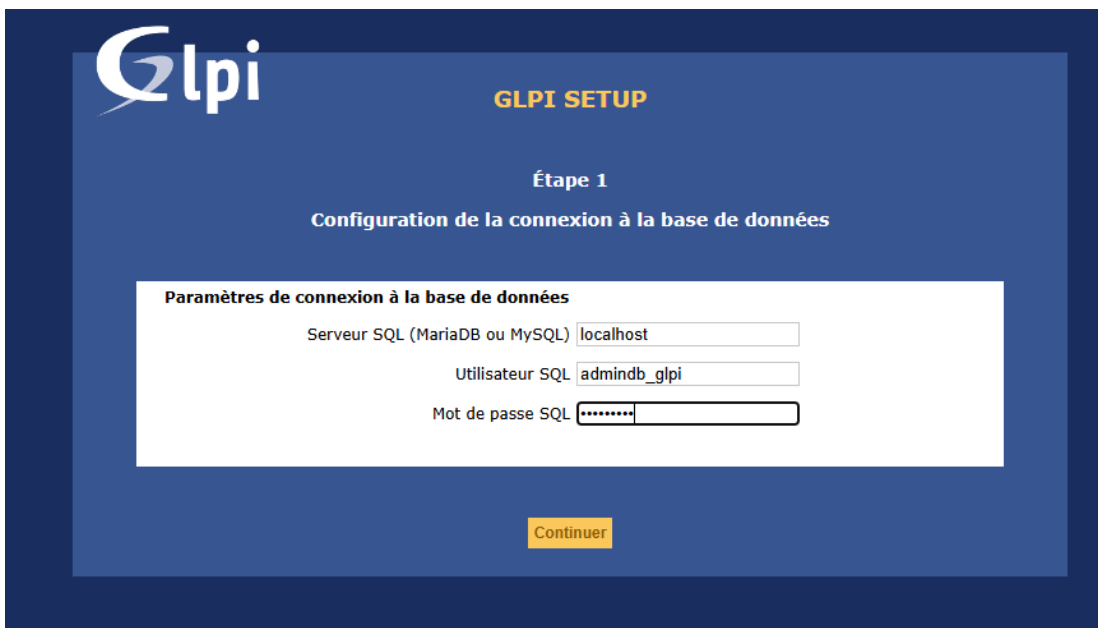 Glpi
GLPI SETUP
Étape 1
Configuration de la connexion à la base de données
Paramètres de connexion à la base de données
Serveur SQL (MariaDB ou MySQL) localhost
Utilisateur SQL admindb_glpi
Mot de passe SQL •••••••••
Continuer